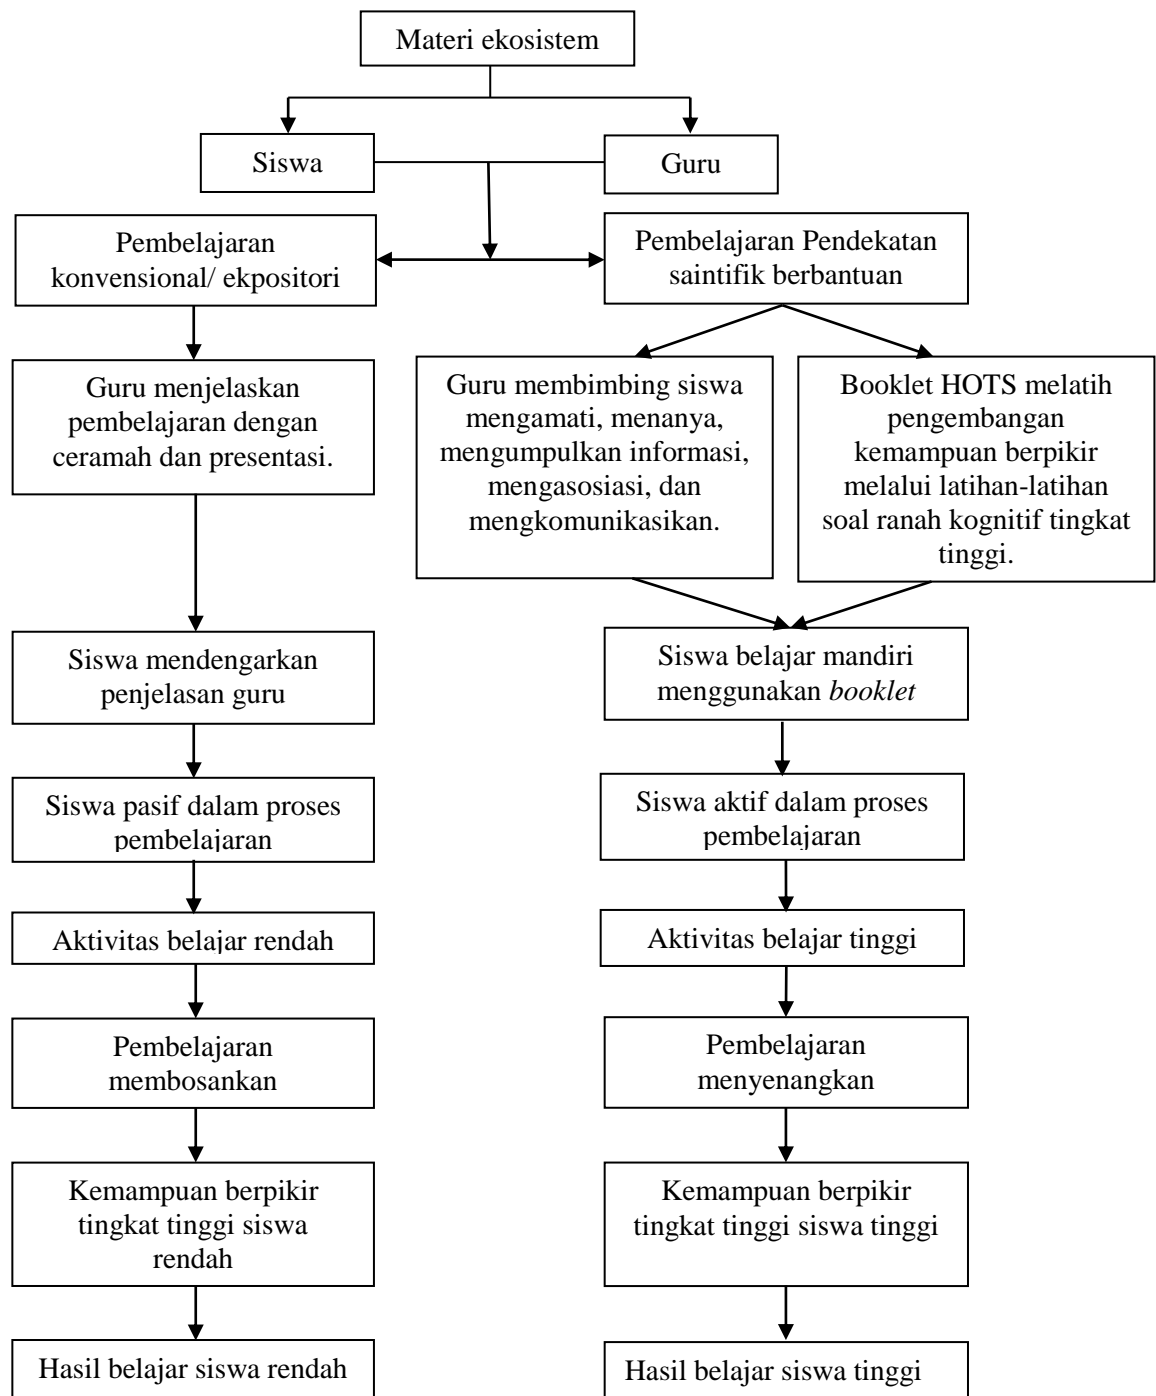 Materi ekosistem
Siswa
Guru
Pembelajaran
konvensional/ ekpositori
Pembelajaran Pendekatan
saintifik berbantuan
Guru menjelaskan
pembelajaran dengan
ceramah dan presentasi.
Guru membimbing siswa
mengamati, menanya,
mengumpulkan informasi,
mengasosiasi, dan
mengkomunikasikan.
Booklet HOTS melatih
pengembangan
kemampuan berpikir
melalui latihan-latihan
soal ranah kognitif tingkat
tinggi.
Siswa mendengarkan
penjelasan guru
Siswa belajar mandiri
menggunakan booklet
Siswa pasif dalam proses
pembelajaran
Siswa aktif dalam proses
pembelajaran
Aktivitas belajar rendah
Aktivitas belajar tinggi
Pembelajaran
membosankan
Pembelajaran
menyenangkan
Kemampuan berpikir
tingkat tinggi siswa
rendah
Kemampuan berpikir
tingkat tinggi siswa tinggi
Hasil belajar siswa rendah
Hasil belajar siswa tinggi